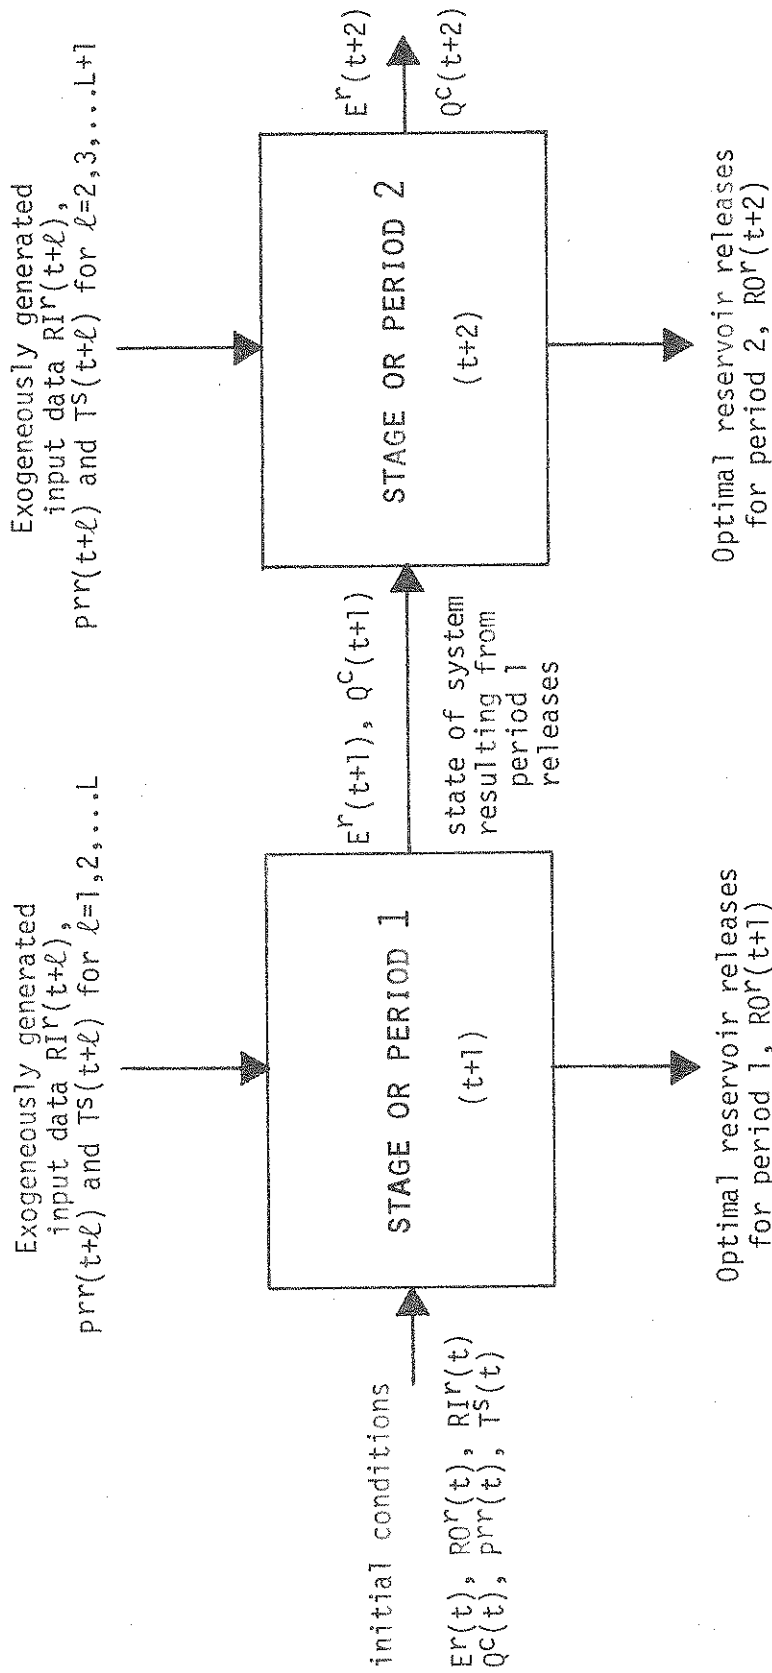 Exogeneously generated
input data RIʳ(t+ℓ),
prr(t+ℓ) and Tˢ(t+ℓ) for ℓ=1,2,...L
Exogeneously generated
input data RIʳ(t+ℓ),
prr(t+ℓ) and Tˢ(t+ℓ) for ℓ=2,3,...L+1
initial conditions
Eʳ(t), ROʳ(t), RIʳ(t)
Qᶜ(t), prr(t), Tˢ(t)
STAGE OR PERIOD 1
(t+1)
Eʳ(t+1), Qᶜ(t+1)
state of system
resulting from
period 1
releases
STAGE OR PERIOD 2
(t+2)
Eʳ(t+2)
Qᶜ(t+2)
Optimal reservoir releases
for period 1, ROʳ(t+1)
Optimal reservoir releases
for period 2, ROʳ(t+2)